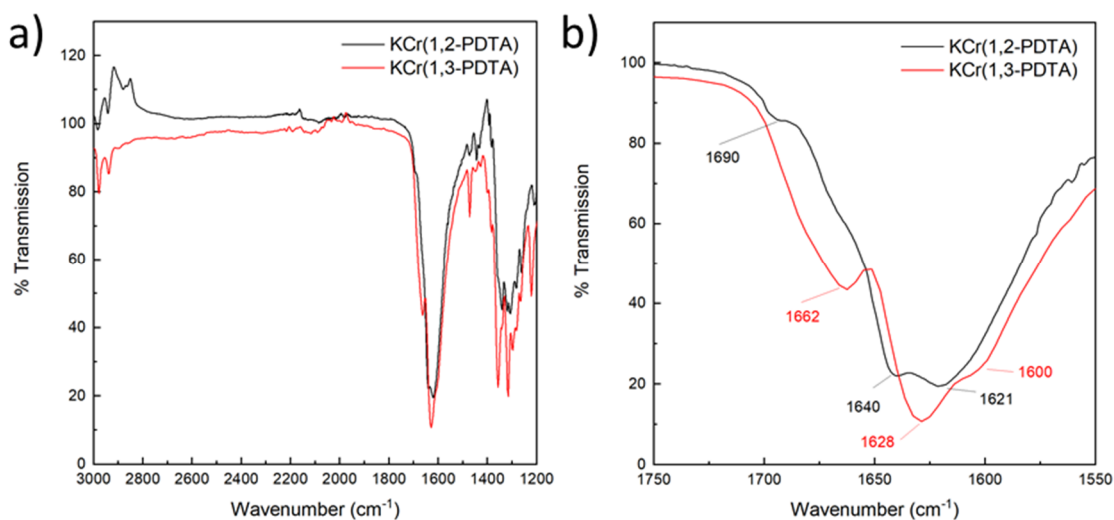 a)
KCr(1,2-PDTA)
KCr(1,3-PDTA)
% Transmission
120
100
80
60
40
20
0
3000 2800 2600 2400 2200 2000 1800 1600 1400 1200
Wavenumber (cm⁻¹)
b)
KCr(1,2-PDTA)
KCr(1,3-PDTA)
% Transmission
100
80
60
40
20
0
1690
1662
1640
1628
1621
1600
1750 1700 1650 1600 1550
Wavenumber (cm⁻¹)